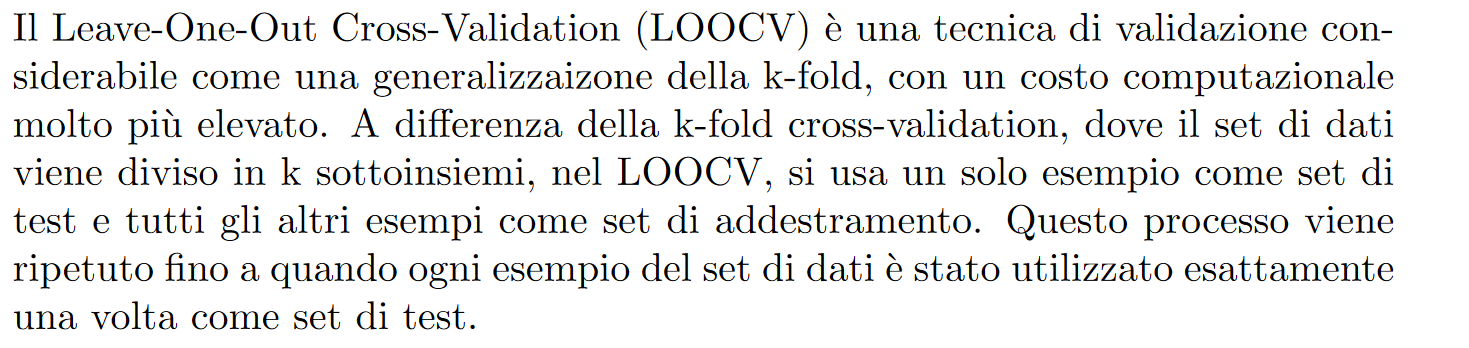 Il Leave-One-Out Cross-Validation (LOOCV) è una tecnica di validazione con-
siderabile come una generalizzaizone della k-fold, con un costo computazionale
molto più elevato. A differenza della k-fold cross-validation, dove il set di dati
viene diviso in k sottoinsiemi, nel LOOCV, si usa un solo esempio come set di
test e tutti gli altri esempi come set di addestramento. Questo processo viene
ripetuto fino a quando ogni esempio del set di dati è stato utilizzato esattamente
una volta come set di test.